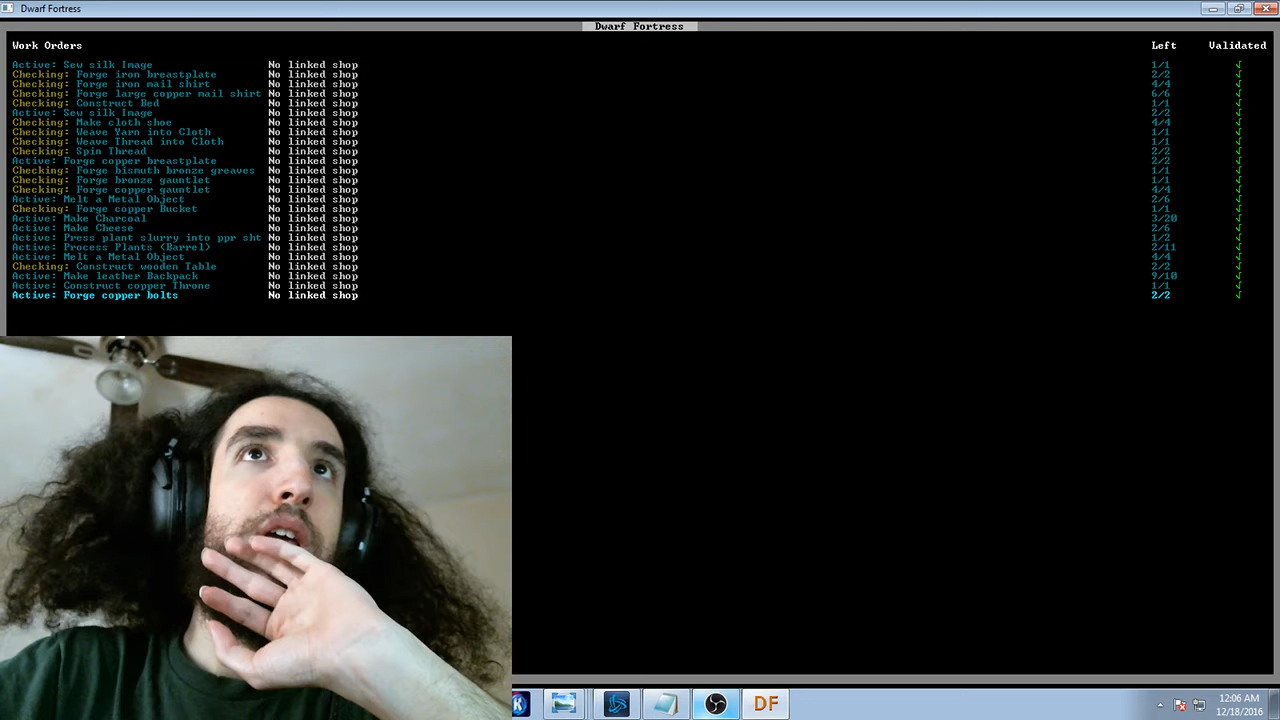 Dwarf Fortress
Dwarf Fortress
Work Orders Left Validated
Active: Sew silk Image No linked shop 1/1 √
Checking: Forge iron breastplate No linked shop 2/2 √
Checking: Forge iron mail shirt No linked shop 4/4 √
Checking: Forge large copper mail shirt No linked shop 6/6 √
Checking: Construct Bed No linked shop 1/1 √
Active: Sew silk Image No linked shop 2/2 √
Checking: Make cloth shoe No linked shop 4/4 √
Checking: Weave Yarn into Cloth No linked shop 1/1 √
Checking: Weave Thread into Cloth No linked shop 1/1 √
Checking: Spin Thread No linked shop 2/2 √
Active: Forge copper breastplate No linked shop 2/2 √
Checking: Forge bismuth bronze greaves No linked shop 1/1 √
Checking: Forge bronze gauntlet No linked shop 1/1 √
Checking: Forge copper gauntlet No linked shop 4/4 √
Active: Melt a Metal Object No linked shop 2/6 √
Checking: Forge copper Bucket No linked shop 1/1 √
Active: Make Charcoal No linked shop 3/20 √
Active: Make Cheese No linked shop 2/6 √
Active: Press plant slurry into ppr sht No linked shop 1/2 √
Active: Process Plants (Barrel) No linked shop 2/11 √
Active: Melt a Metal Object No linked shop 4/4 √
Checking: Construct wooden Table No linked shop 2/2 √
Active: Make leather Backpack No linked shop 9/10 √
Active: Construct copper Throne No linked shop 1/1 √
Active: Forge copper bolts No linked shop 2/2 √
K
DF
12:06 AM
12/18/2016